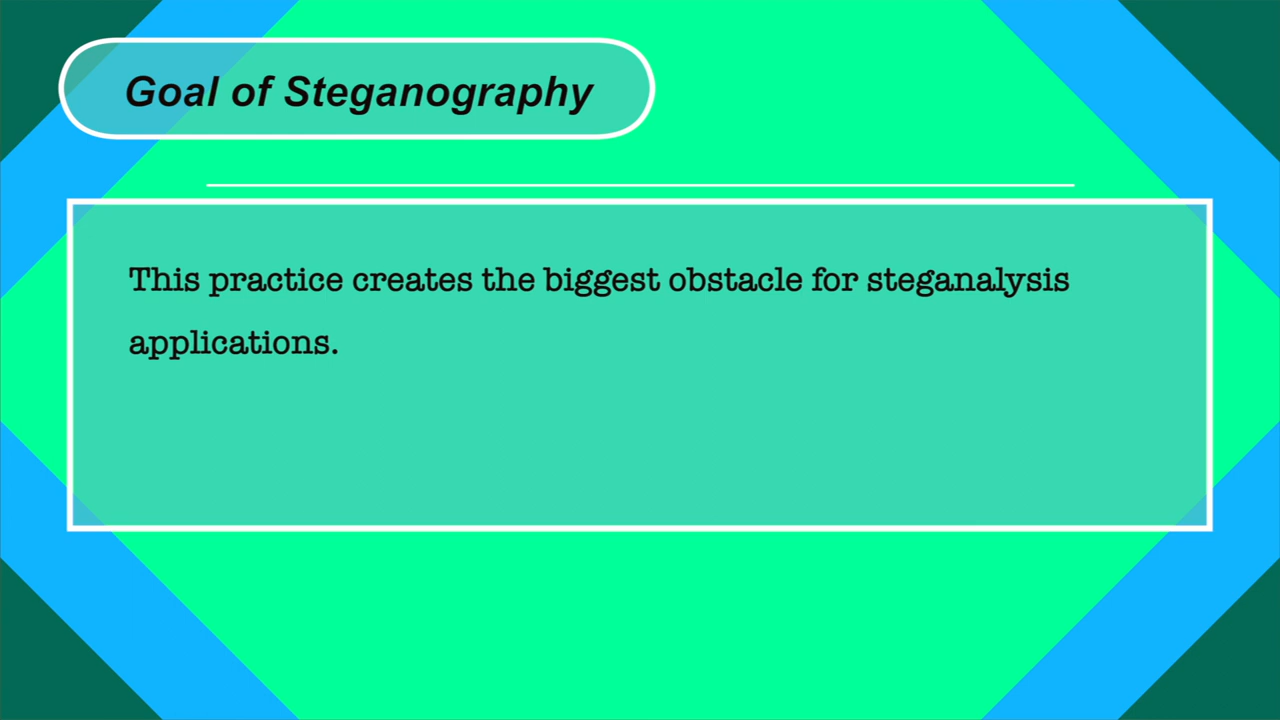 Goal of Steganography
This practice creates the biggest obstacle for steganalysis
applications.